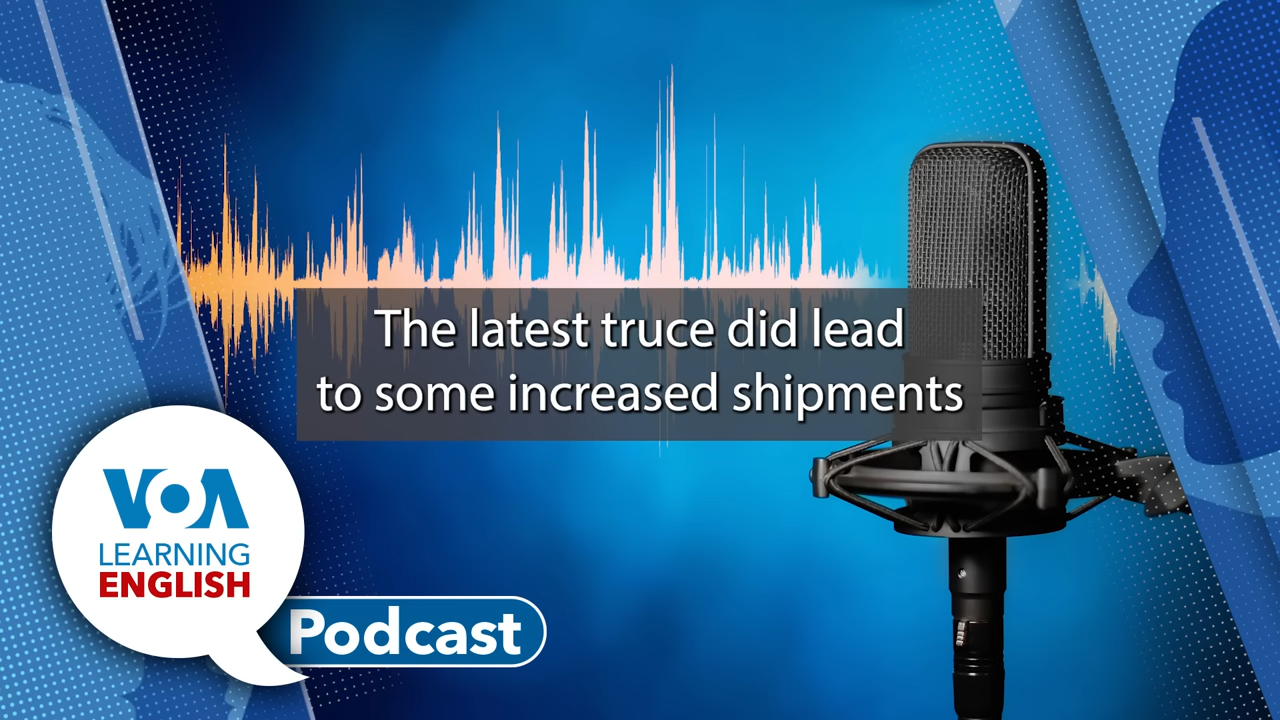 The latest truce did lead
to some increased shipments
VOA
LEARNING
ENGLISH
Podcast